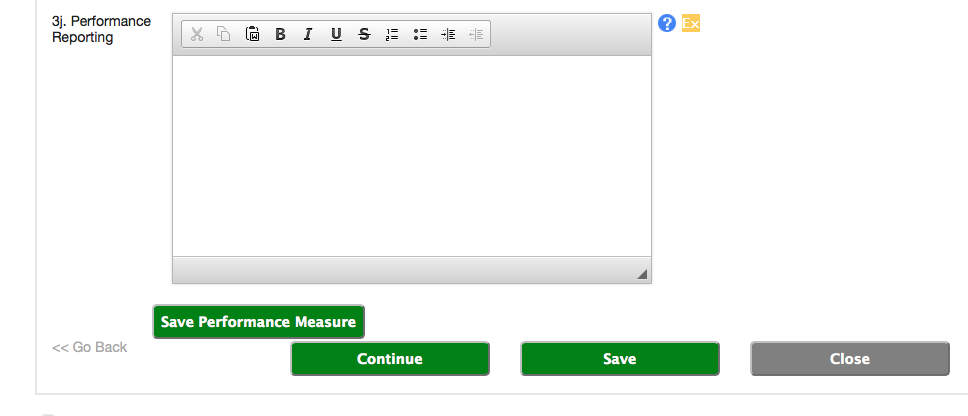 3j. Performance
Reporting
B I U S
? Ex
Save Performance Measure
<< Go Back
Continue
Save
Close